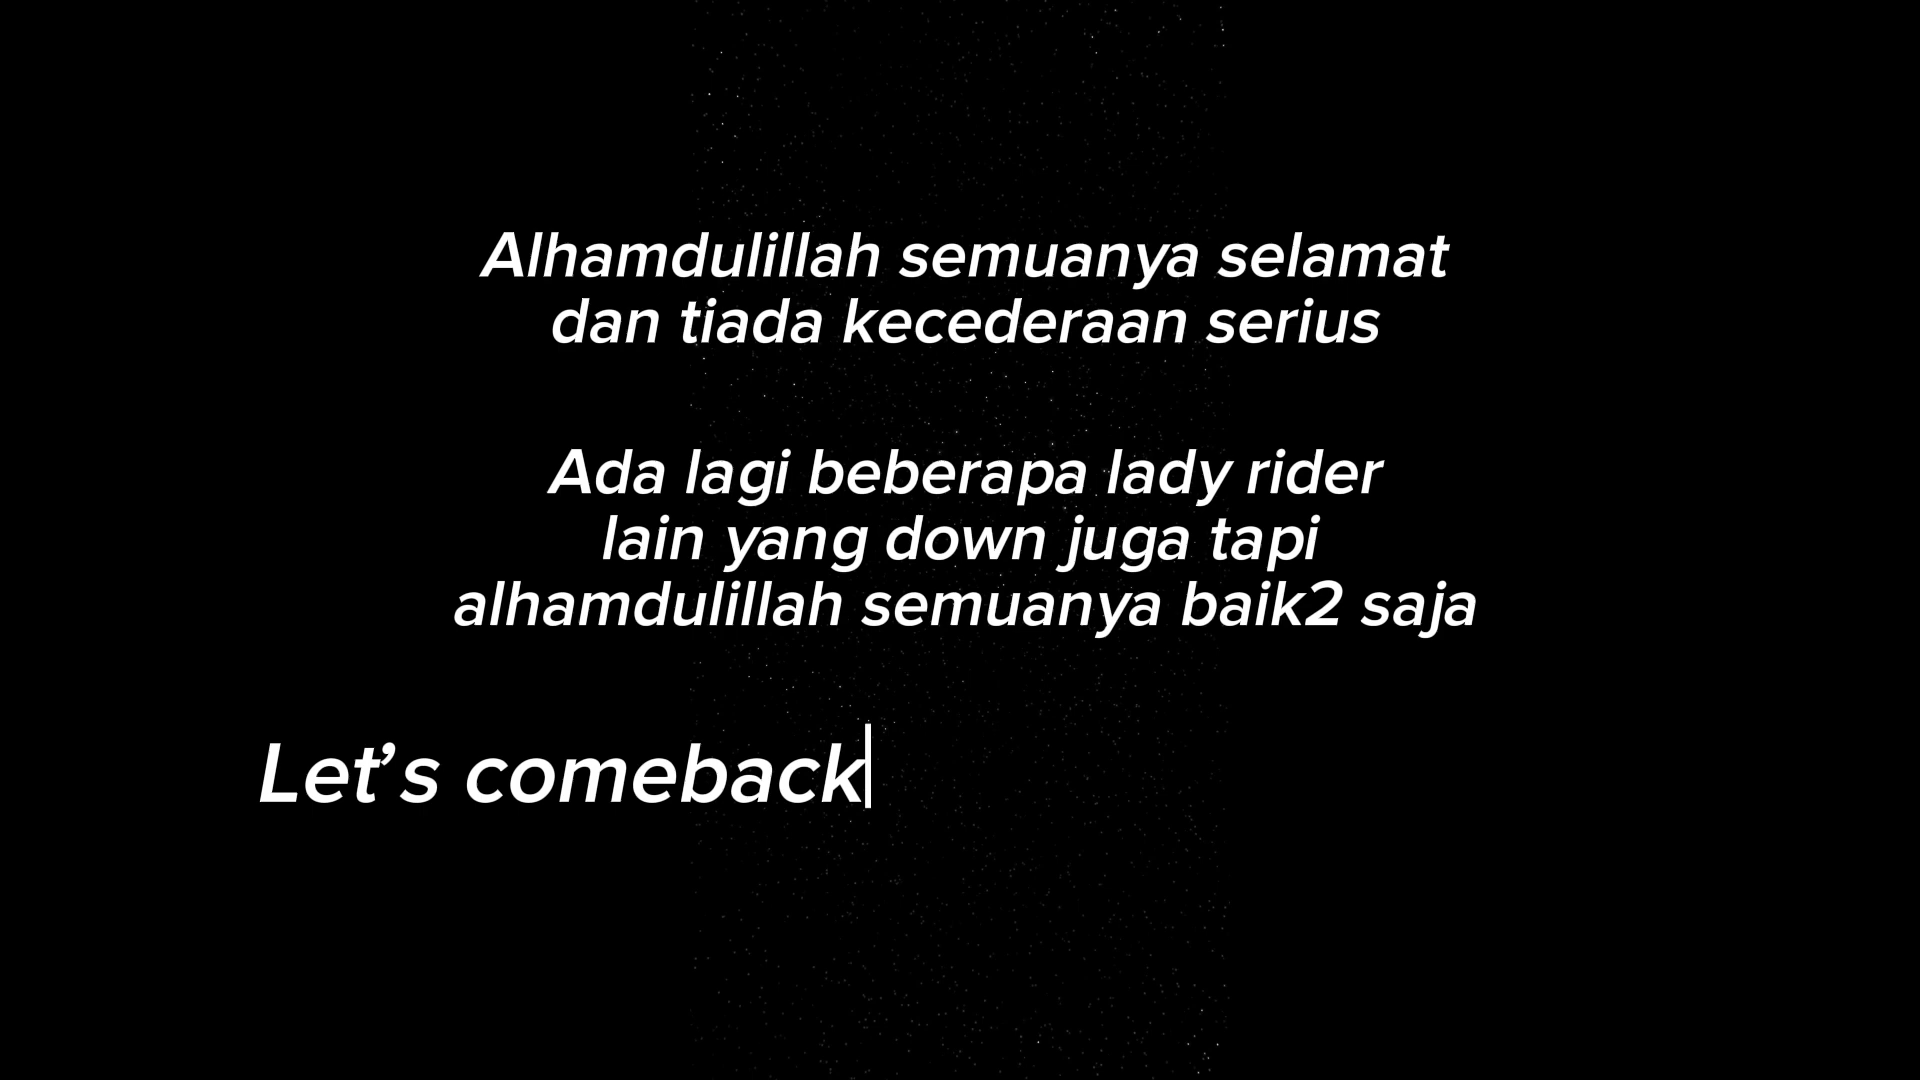 Alhamdulillah semuanya selamat
dan tiada kecederaan serius
Ada lagi beberapa lady rider
lain yang down juga tapi
alhamdulillah semuanya baik2 saja
Let’s comeback